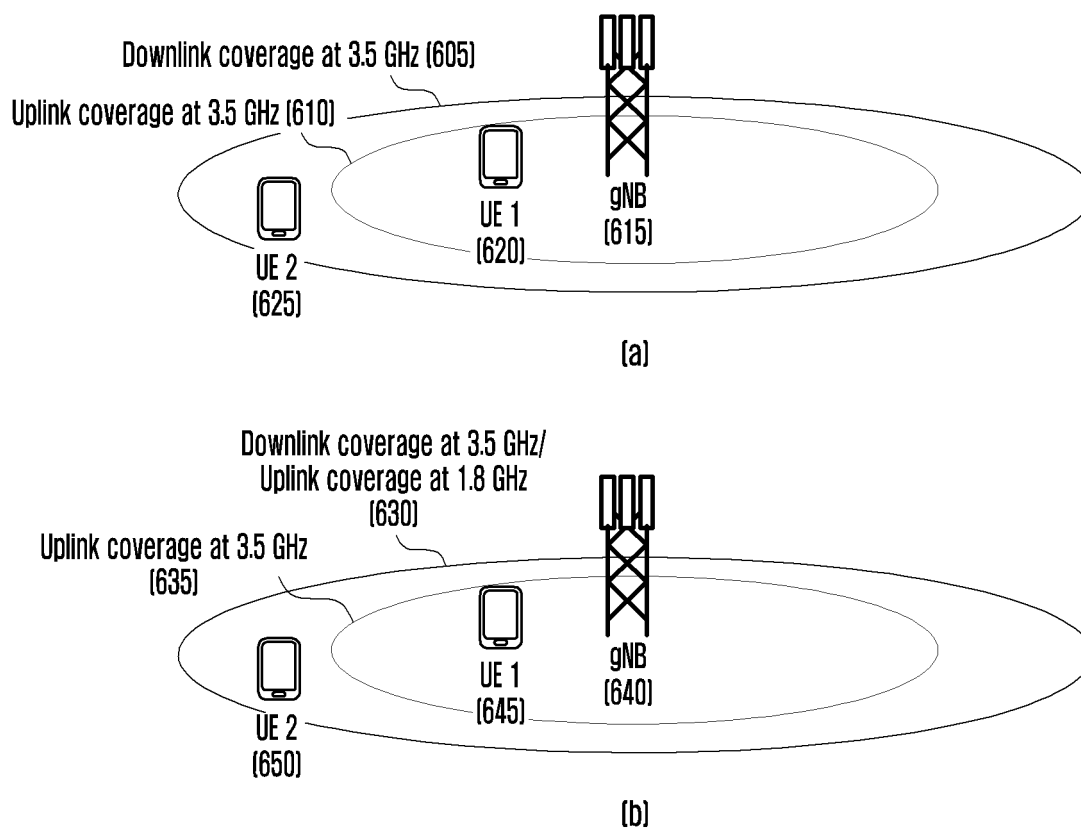 Downlink coverage at 3.5 GHz (605)
Uplink coverage at 3.5 GHz (610)
UE 1
(620)
gNB
(615)
UE 2
(625)
(a)
Downlink coverage at 3.5 GHz/
Uplink coverage at 1.8 GHz
(630)
Uplink coverage at 3.5 GHz
(635)
UE 1
(645)
gNB
(640)
UE 2
(650)
(b)